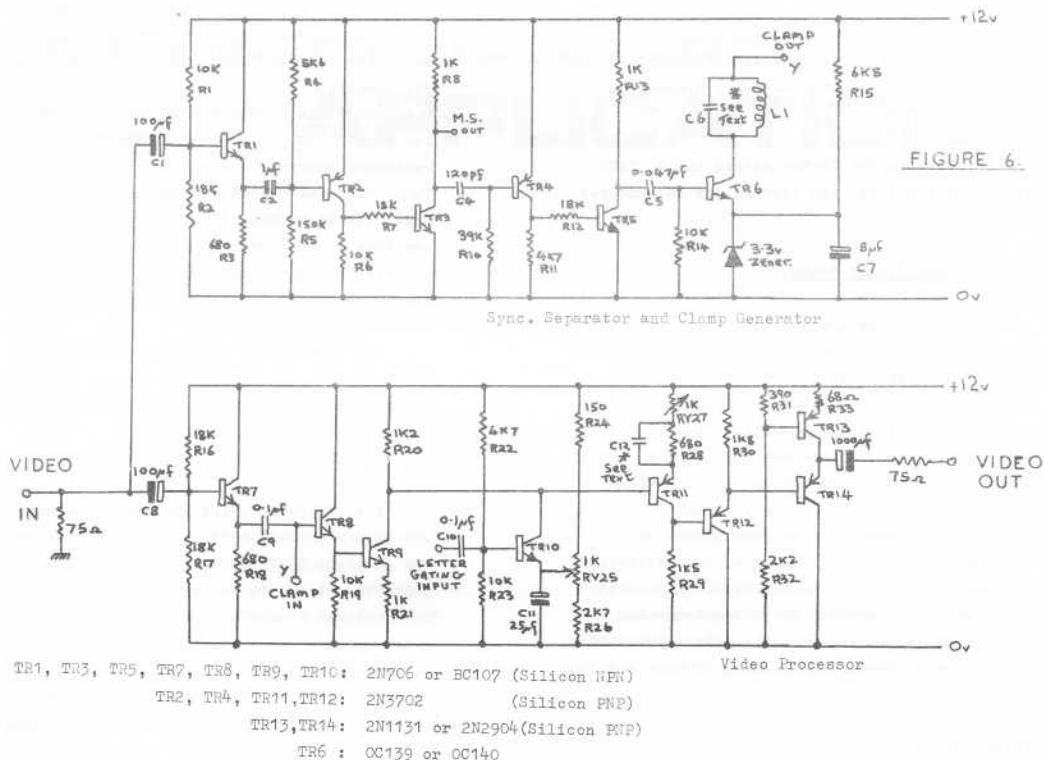 +12v
CLAMP
OUT
Y
10K
R1
5K6
R4
1K
R8
1K
R13
*
See
Text
C6
L1
6K8
R15
100µf
C1
M.S.
OUT
FIGURE 6.
TR1
1µf
C2
TR2
120pf
C4
TR4
0.047µf
C5
TR6
18K
R2
18K
R7
TR3
18K
R12
TR5
680
R3
150K
R5
10K
R6
39K
R10
4K7
R11
10K
R14
3.3v
Zener.
8µf
C7
0v
Sync. Separator and Clamp Generator
+12v
18K
R16
1K2
R20
4K7
R22
150
R24
1K
RV27
390
R31
68Ω
R33
C12
*
See
Text
680
R28
1K8
R30
TR13
1000µf
VIDEO
IN
100µf
C8
TR7
75Ω
VIDEO
OUT
TR11
TR14
0.1µf
C9
TR8
0.1µf
C10
TR10
TR12
TR9
75Ω
18K
R17
680
R18
Y
CLAMP
IN
10K
R19
1K
R21
LETTER
GATING
INPUT
10K
R23
C11
25µf
1K
RV25
2K7
R26
1K5
R29
2K2
R32
0v
Video Processor
TR1, TR3, TR5, TR7, TR8, TR9, TR10: 2N706 or BC107 (Silicon NPN)
TR2, TR4, TR11,TR12: 2N3702 (Silicon PNP)
TR13,TR14: 2N1131 or 2N2904(Silicon PNP)
TR6 : OC139 or OC140